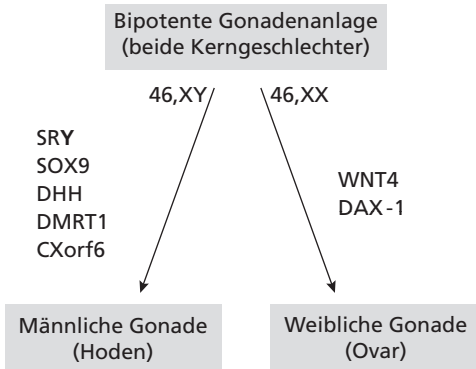 Bipotente Gonadenanlage
(beide Kerngeschlechter)
46,XY
46,XX
SRY
SOX9
DHH
DMRT1
CXorf6
WNT4
DAX-1
Männliche Gonade
(Hoden)
Weibliche Gonade
(Ovar)